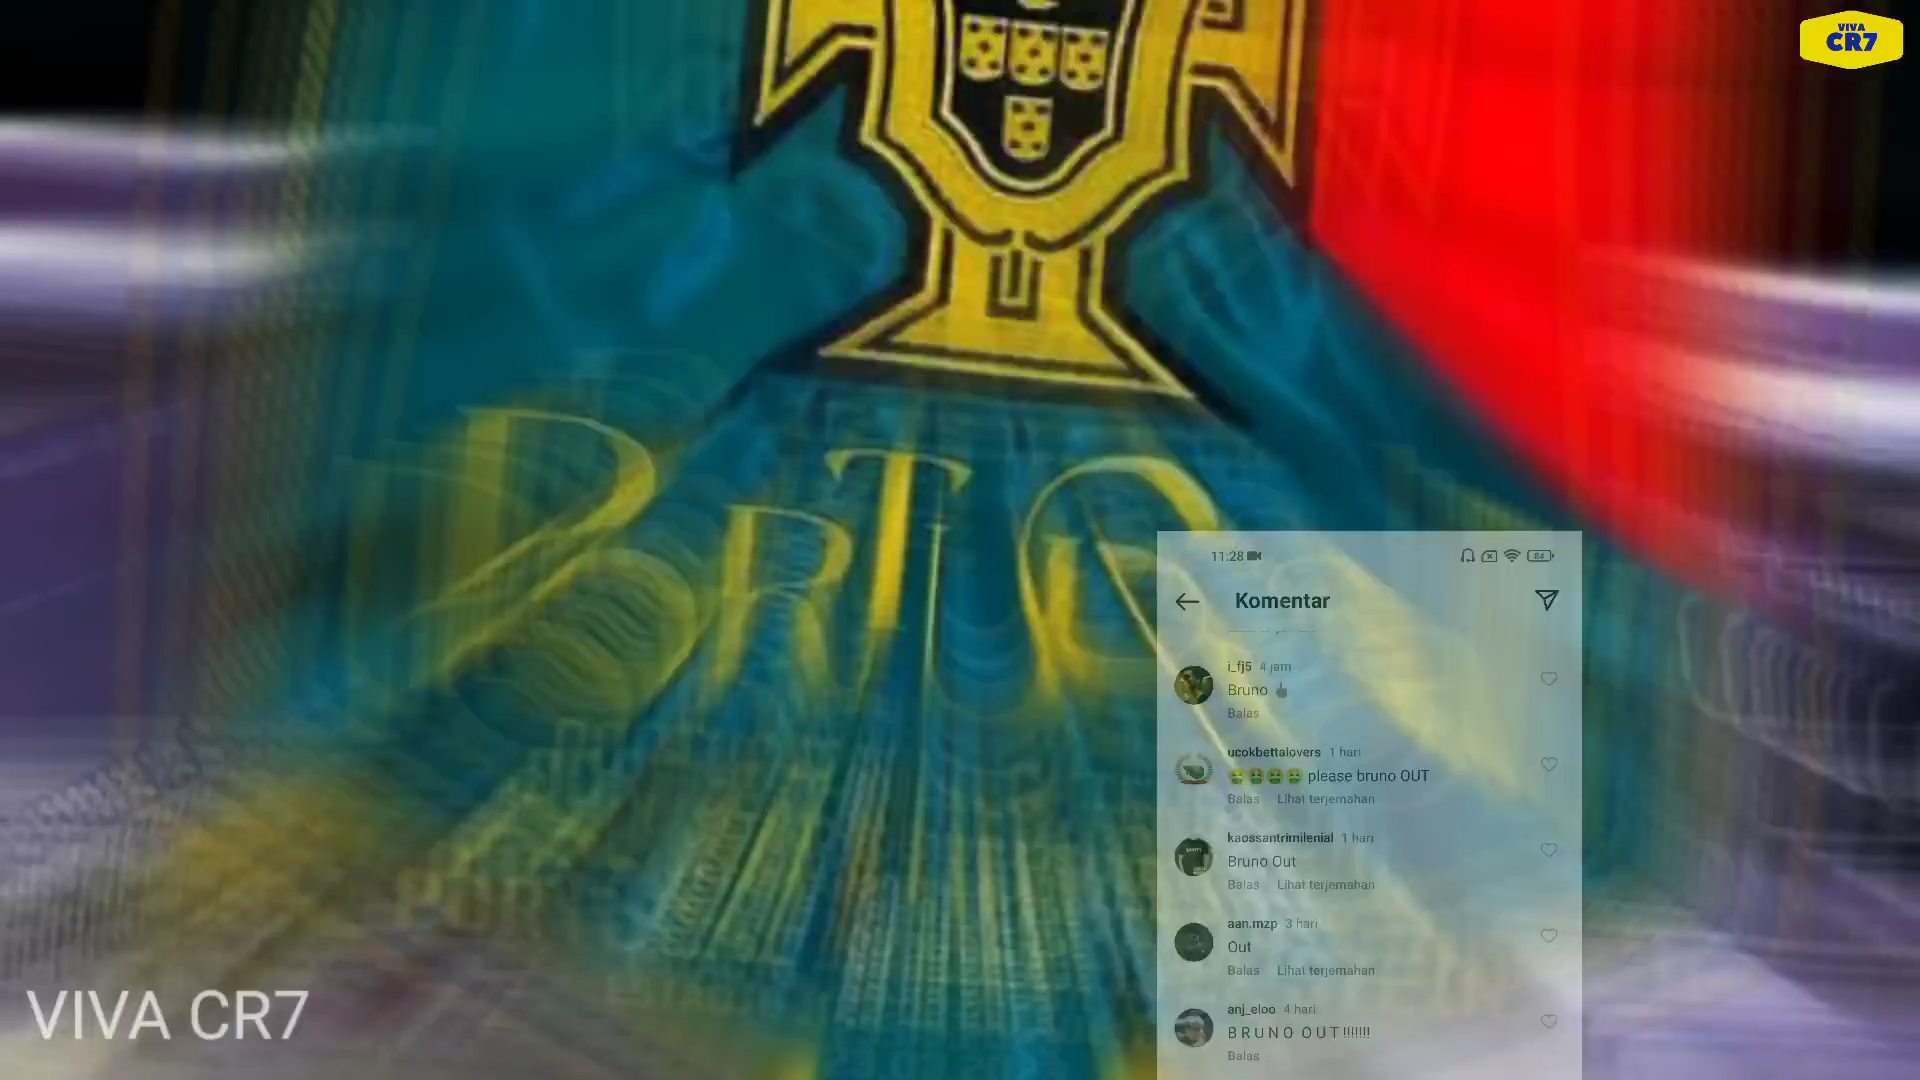 VIVA
CR7
11:28
84
Komentar
i_fj5 4 jam
Bruno
Balas
ucokbettalovers 1 hari
please bruno OUT
Balas Lihat terjemahan
kaossantrimilenial 1 hari
Bruno Out
Balas Lihat terjemahan
aan.mzp 3 hari
Out
Balas Lihat terjemahan
anj_eloo 4 hari
B R U N O O U T !!!!!!!
Balas
VIVA CR7